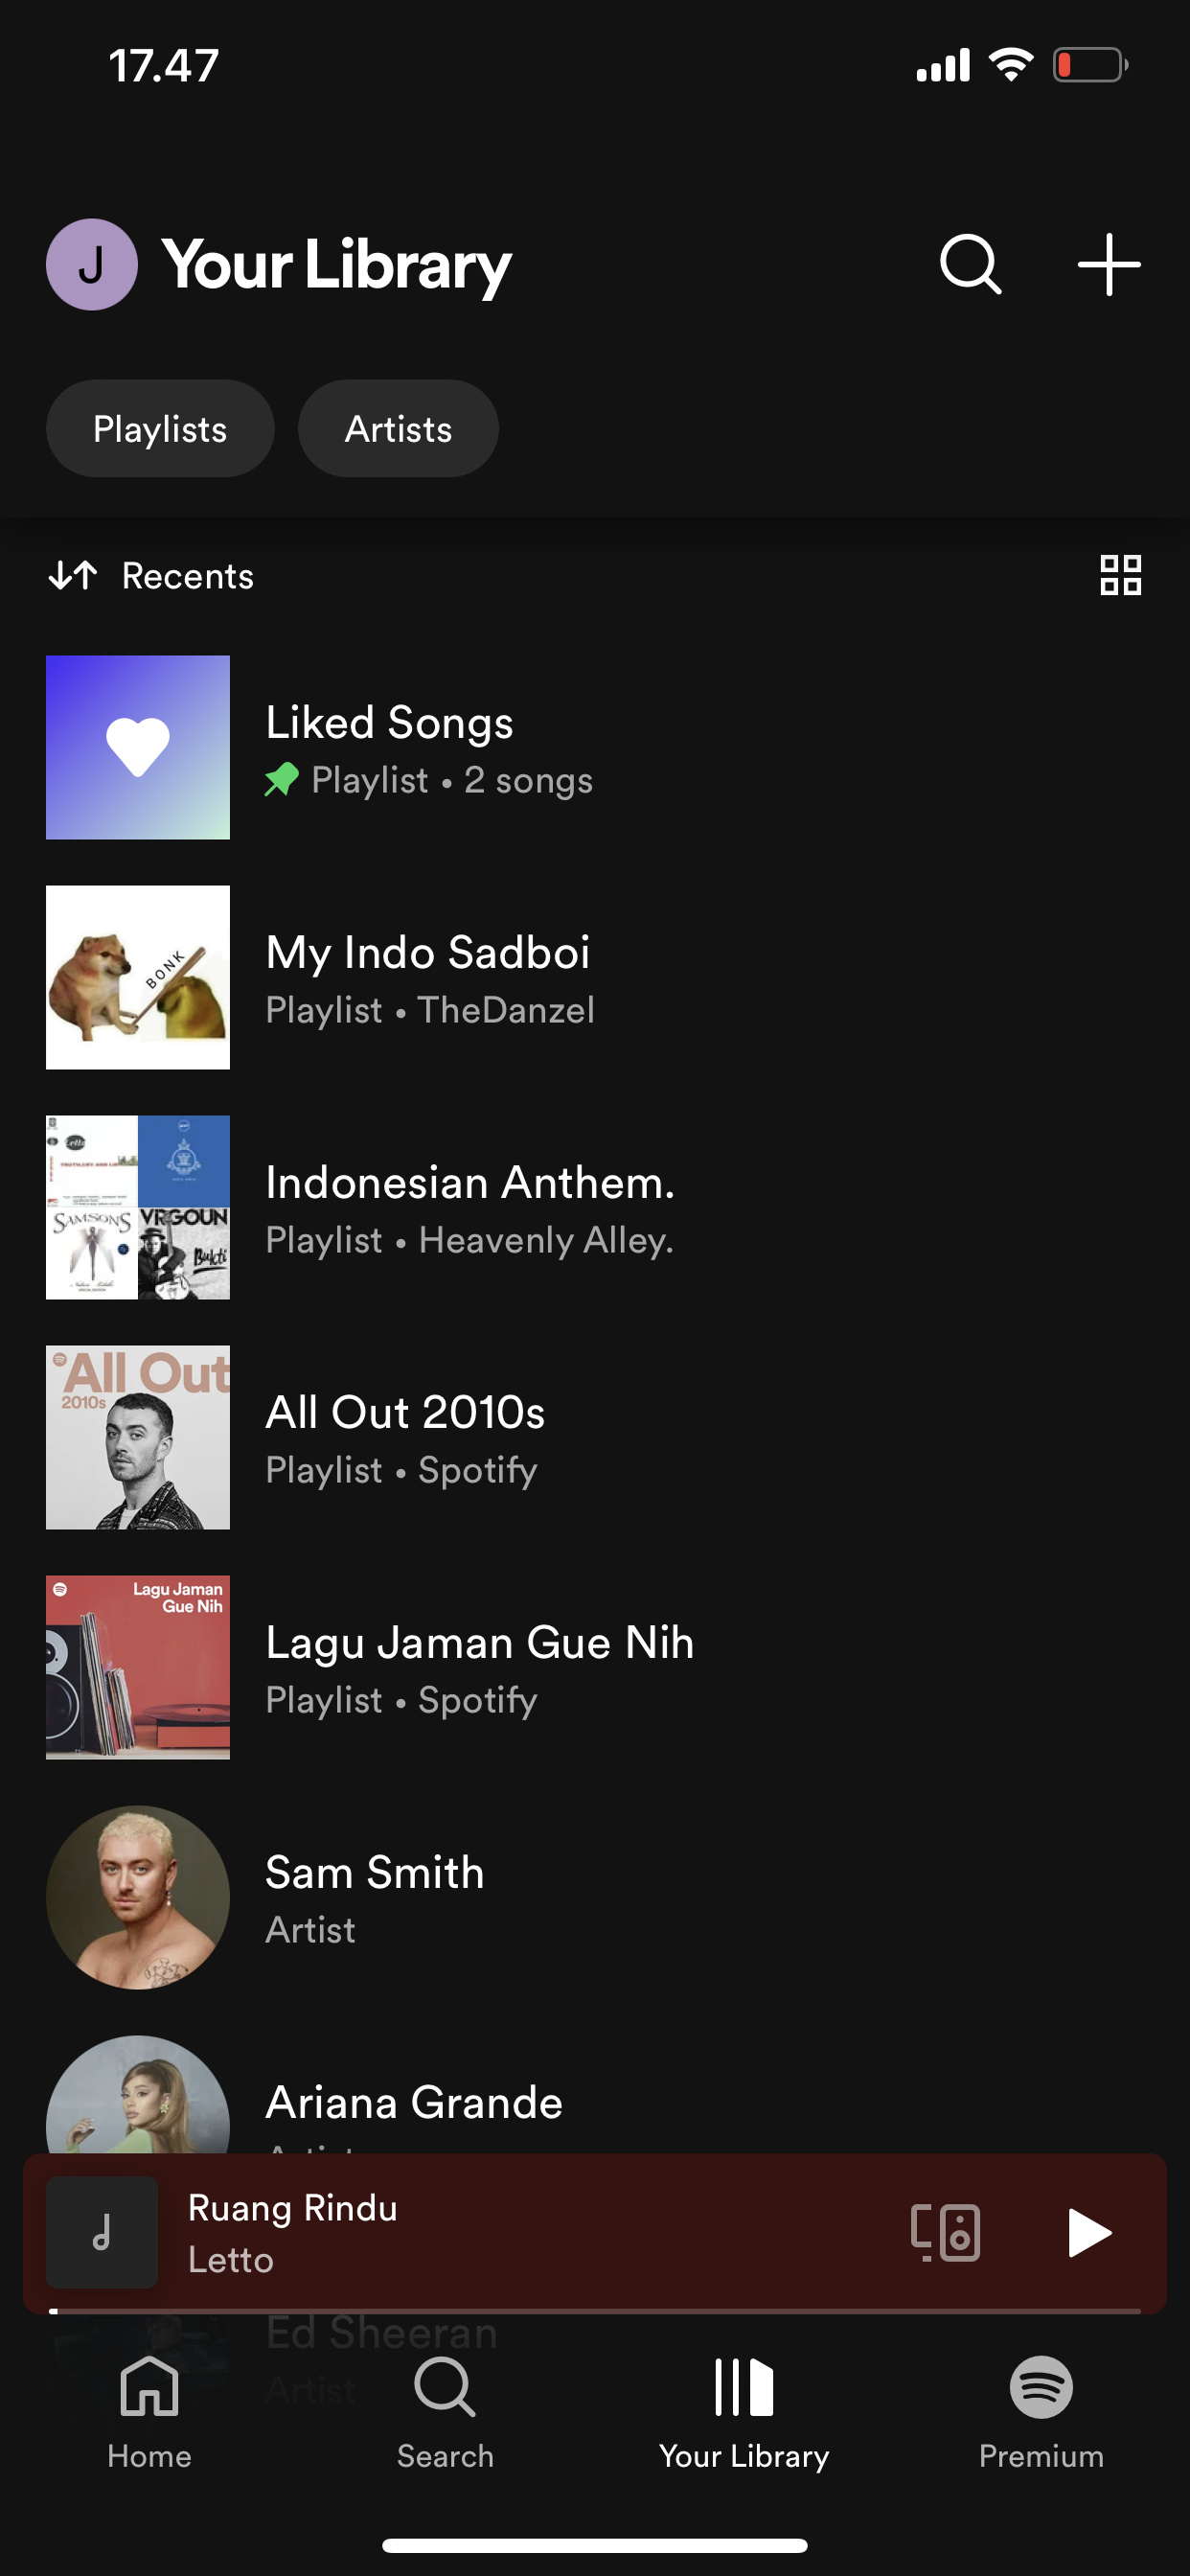 17.47
J
Your Library
Playlists
Artists
Recents
Liked Songs
Playlist • 2 songs
BONK
My Indo Sadboi
Playlist • TheDanzel
SAMSONS
VIRGOUN
Bukti
Indonesian Anthem.
Playlist • Heavenly Alley.
All Out
2010s
All Out 2010s
Playlist • Spotify
Lagu Jaman
Gue Nih
Lagu Jaman Gue Nih
Playlist • Spotify
Sam Smith
Artist
Ariana Grande
Artist
Ruang Rindu
Letto
Ed Sheeran
Artist
Home
Search
Your Library
Premium